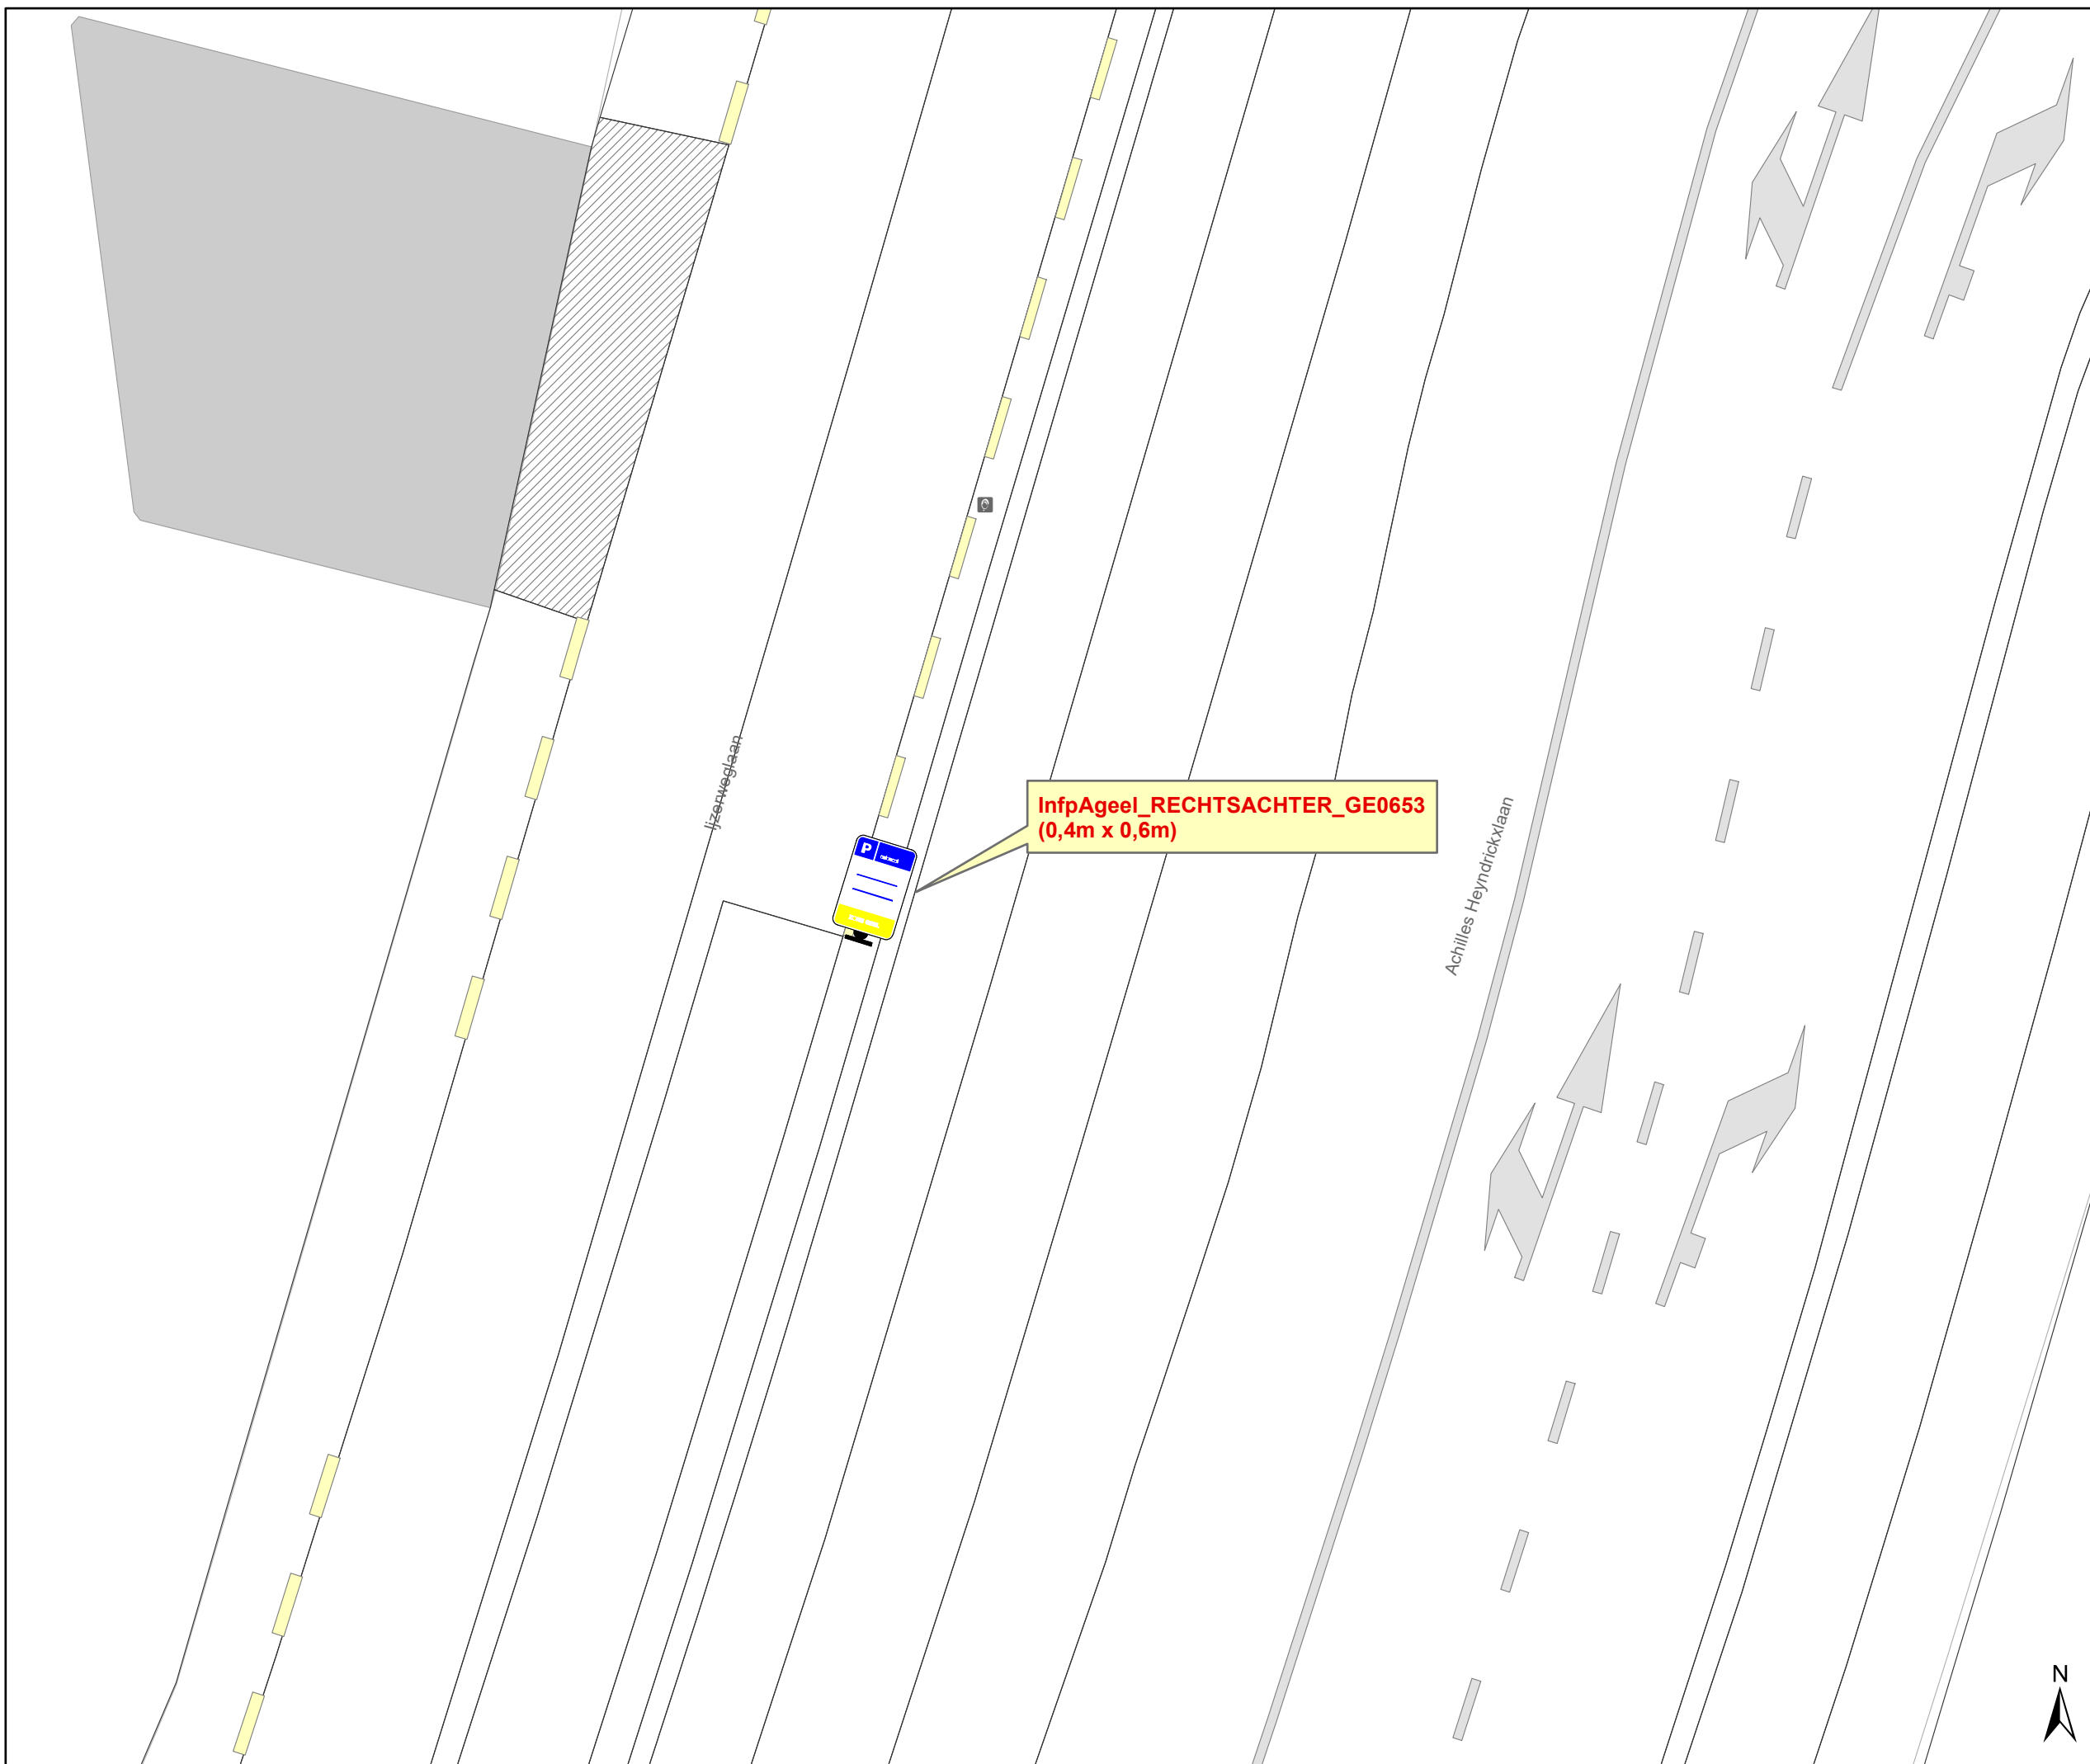 Ijzerweglaan
InfpAgeel_RECHTSACHTER_GE0653
(0,4m x 0,6m)
Achilles Heyndrickxlaan
P
N